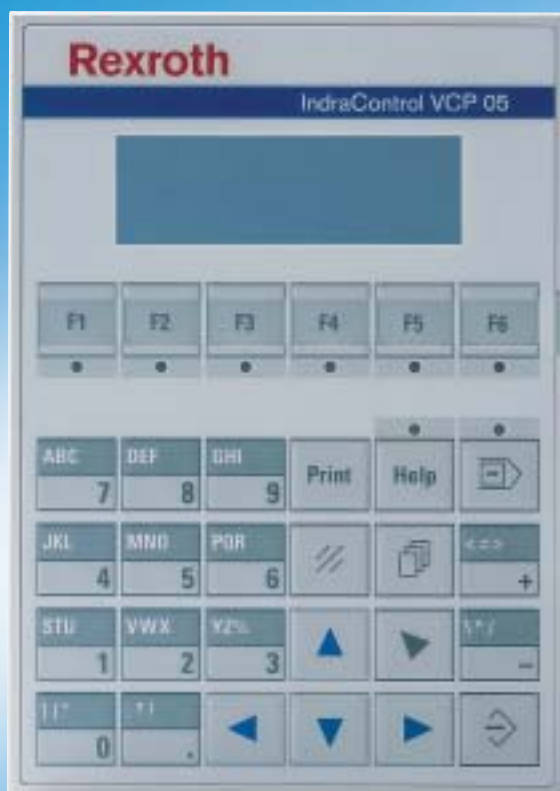 Rexroth
IndraControl VCP 05
F1 F2 F3 F4 F5 F6
ABC DEF GHI
7 8 9 Print Help
JKL MNO PQR <=>
4 5 6 +
STU VWX YZ%
1 2 3 -
0 .